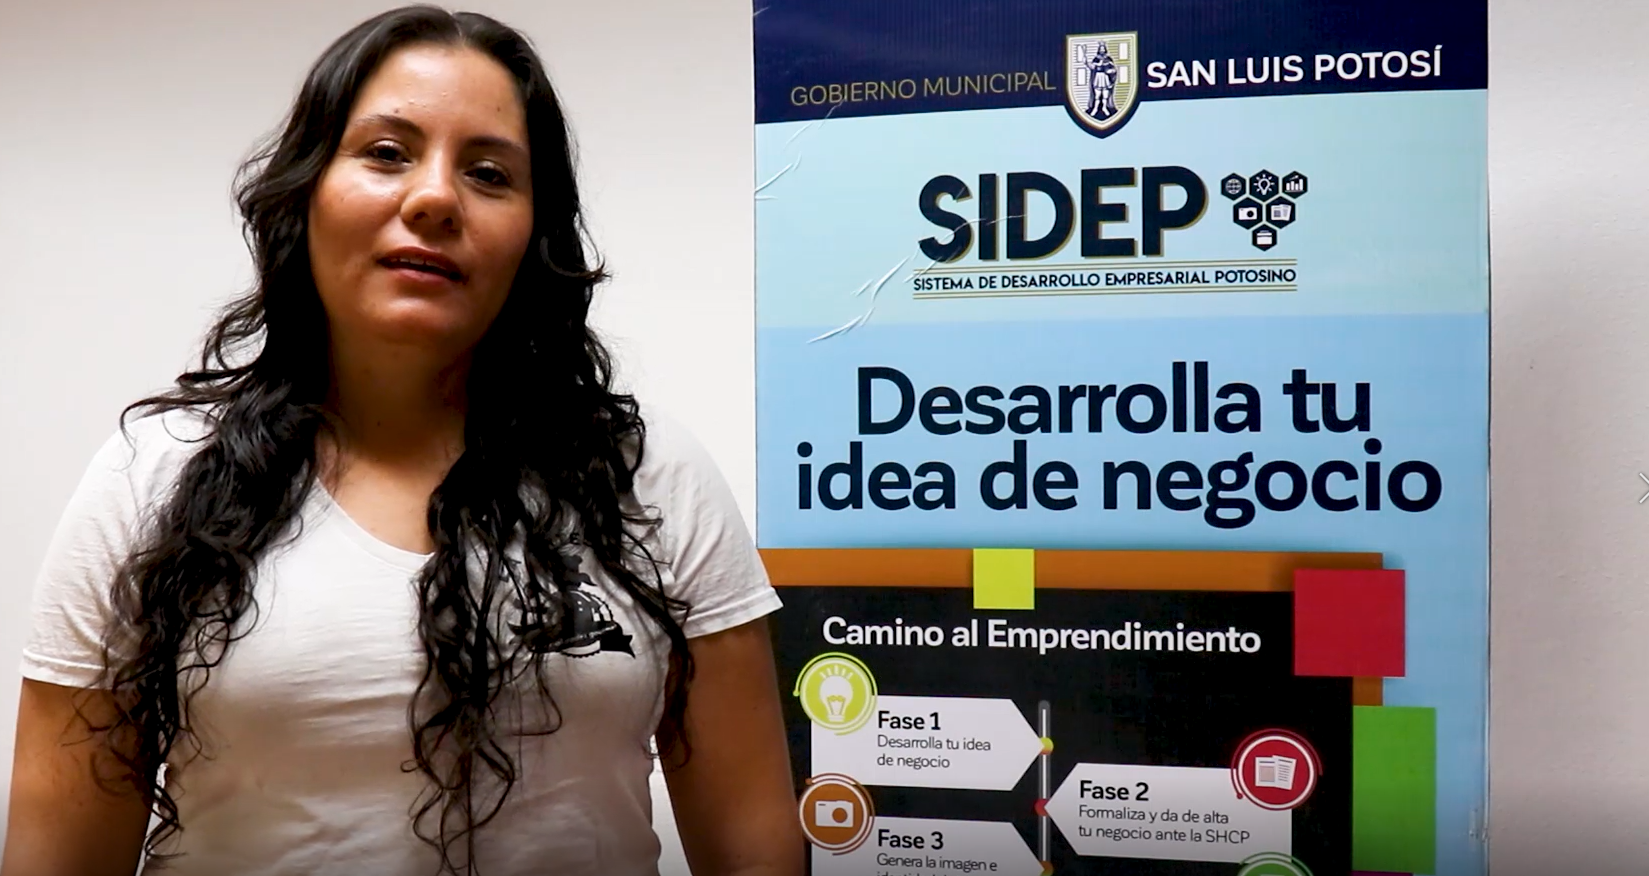 GOBIERNO MUNICIPAL SAN LUIS POTOSÍ
SIDEP
SISTEMA DE DESARROLLO EMPRESARIAL POTOSINO
Desarrolla tu
idea de negocio
Camino al Emprendimiento
Fase 1
Desarrolla tu idea
de negocio
Fase 2
Formaliza y da de alta
tu negocio ante la SHCP
Fase 3
Genera la imagen e